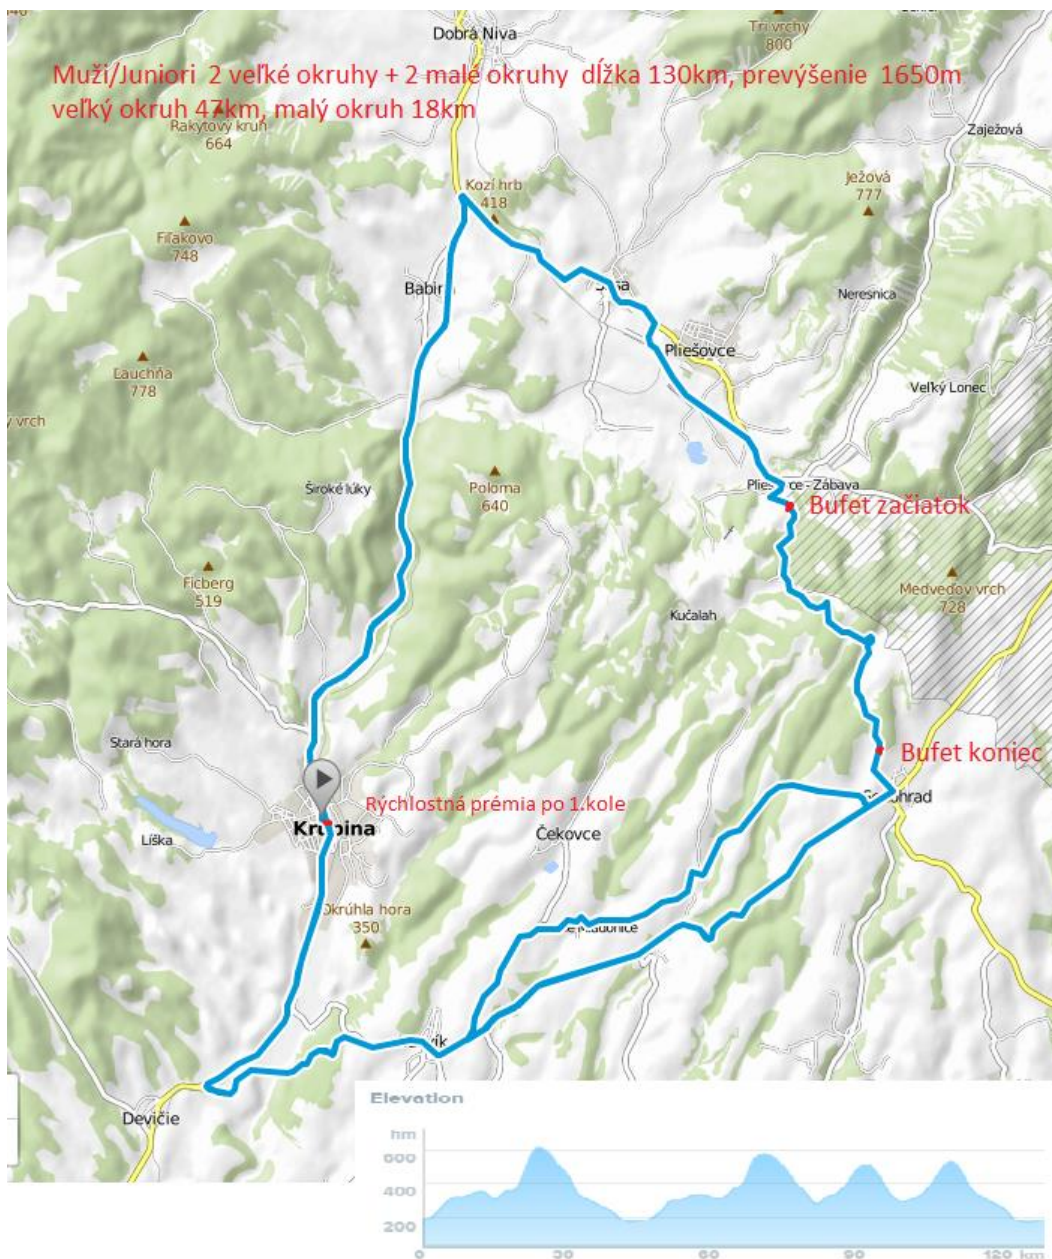 Dobrá Niva
Tri vrchy
800
Muži/Juniori 2 veľké okruhy + 2 malé okruhy dĺžka 130km, prevýšenie 1650m
veľký okruh 47km, malý okruh 18km
Rakytový kruh
664
Zaježová
Kozí hrb
418
Ježová
777
Fiľakovo
748
Neresnica
Pliešovce
Lauchňa
778
Veľký Lonec
vrch
Široké lúky
Poloma
640
- Zábava
Bufet začiatok
Ficberg
519
Medveďov vrch
728
Kučalah
Stará hora
Bufet koniec
Rýchlostná prémia po 1.kole
Krupina
Líška
Čekovce
Okrúhla hora
350
Devičie
Elevation
hm
600
400
200
0 30 60 90 120 km